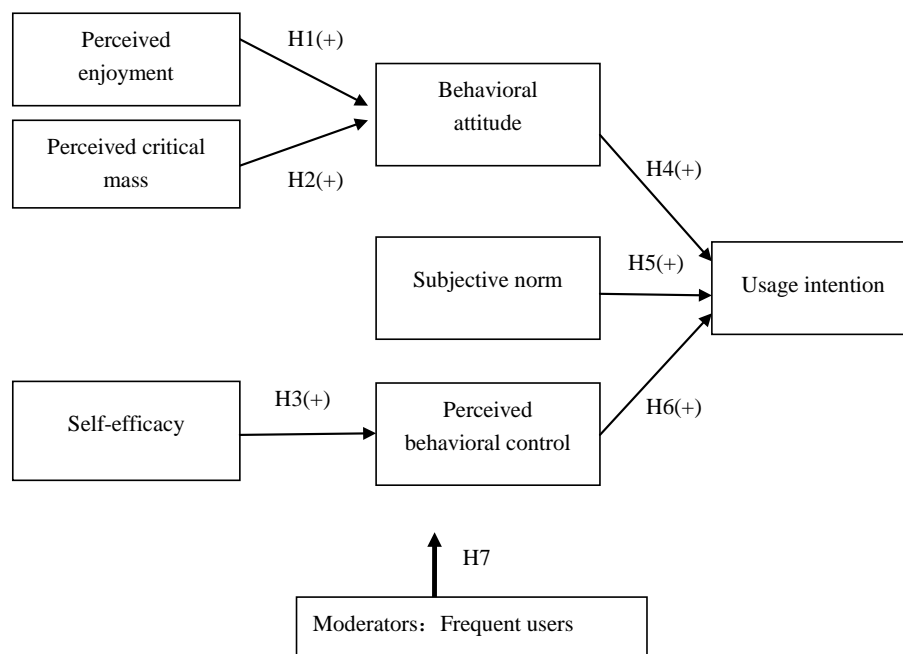 Perceived
enjoyment
H1(+)
Behavioral
attitude
Perceived critical
mass
H2(+)
H4(+)
Subjective norm
H5(+)
Usage intention
Self-efficacy
H3(+)
Perceived
behavioral control
H6(+)
H7
Moderators：Frequent users